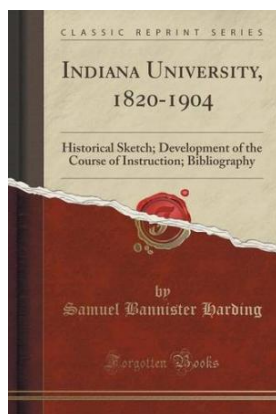 CLASSIC REPRINT SERIES
INDIANA UNIVERSITY,
1820-1904
Historical Sketch; Development of the
Course of Instruction; Bibliography
by
Samuel Bannister Harding
Forgotten Books